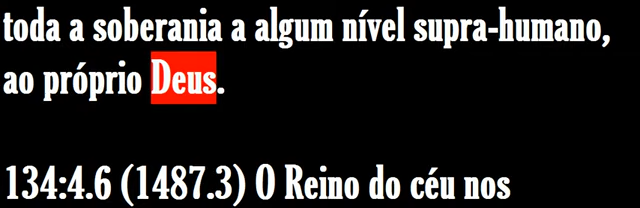 toda a soberania a algum nível supra-humano,
ao próprio Deus.
134:4.6 (1487.3) O Reino do céu nos